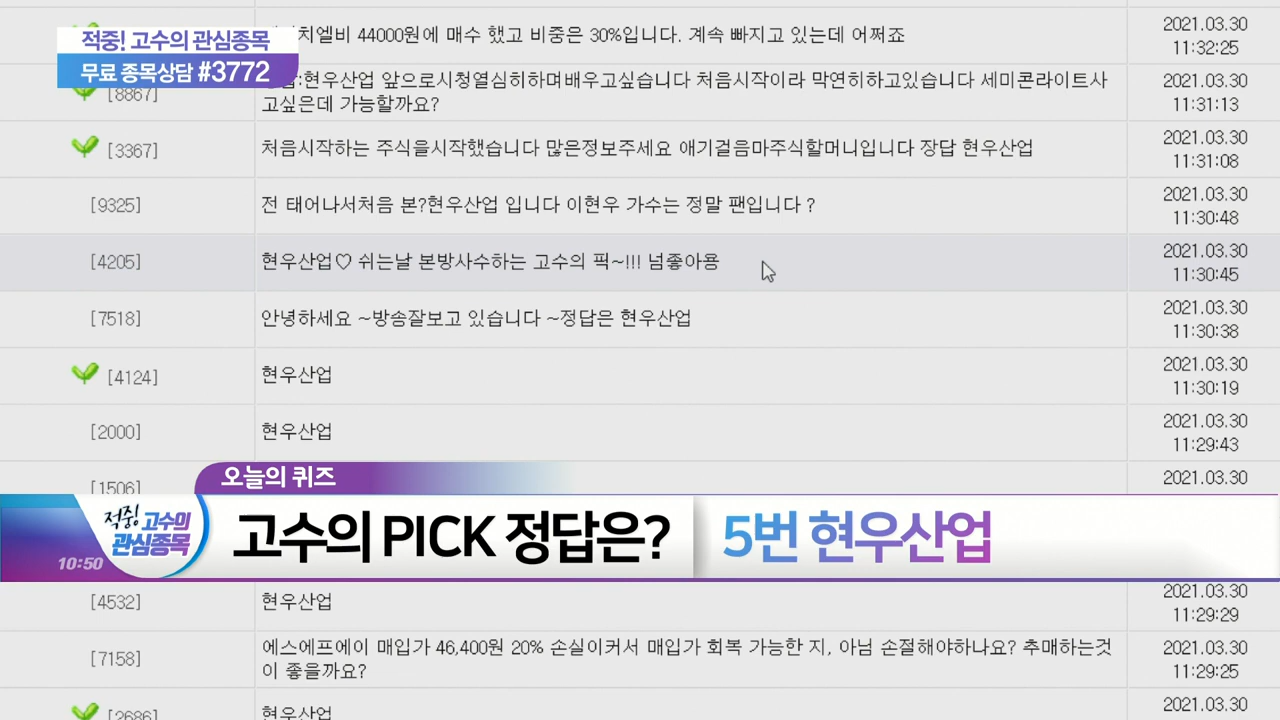 적중! 고수의 관심종목
무료 종목상담 #3772
치엘비 44000원에 매수 했고 비중은 30%입니다. 계속 빠지고 있는데 어쩌죠
2021.03.30
11:32:25
[8867]
:현우산업 앞으로시청열심히하며배우고싶습니다 처음시작이라 막연히하고있습니다 세미콘라이트사
고싶은데 가능할까요?
2021.03.30
11:31:13
[3367]
처음시작하는 주식을시작했습니다 많은정보주세요 애기걸음마주식할머니입니다 장답 현우산업
2021.03.30
11:31:08
[9325]
전 태어나서처음 본?현우산업 입니다 이현우 가수는 정말 팬입니다 ?
2021.03.30
11:30:48
[4205]
현우산업♡ 쉬는날 본방사수하는 고수의 픽~!!! 넘좋아용
2021.03.30
11:30:45
[7518]
안녕하세요 ~방송잘보고 있습니다 ~정답은 현우산업
2021.03.30
11:30:38
[4124]
현우산업
2021.03.30
11:30:19
[2000]
현우산업
2021.03.30
11:29:43
[1506]
2021.03.30
오늘의 퀴즈
적중! 고수의
관심종목
10:50
고수의 PICK 정답은?
5번 현우산업
[4532]
현우산업
2021.03.30
11:29:29
[7158]
에스에프에이 매입가 46,400원 20% 손실이커서 매입가 회복 가능한 지, 아님 손절해야하나요? 추매하는것
이 좋을까요?
2021.03.30
11:29:25
[2686]
현우산업
2021.03.30